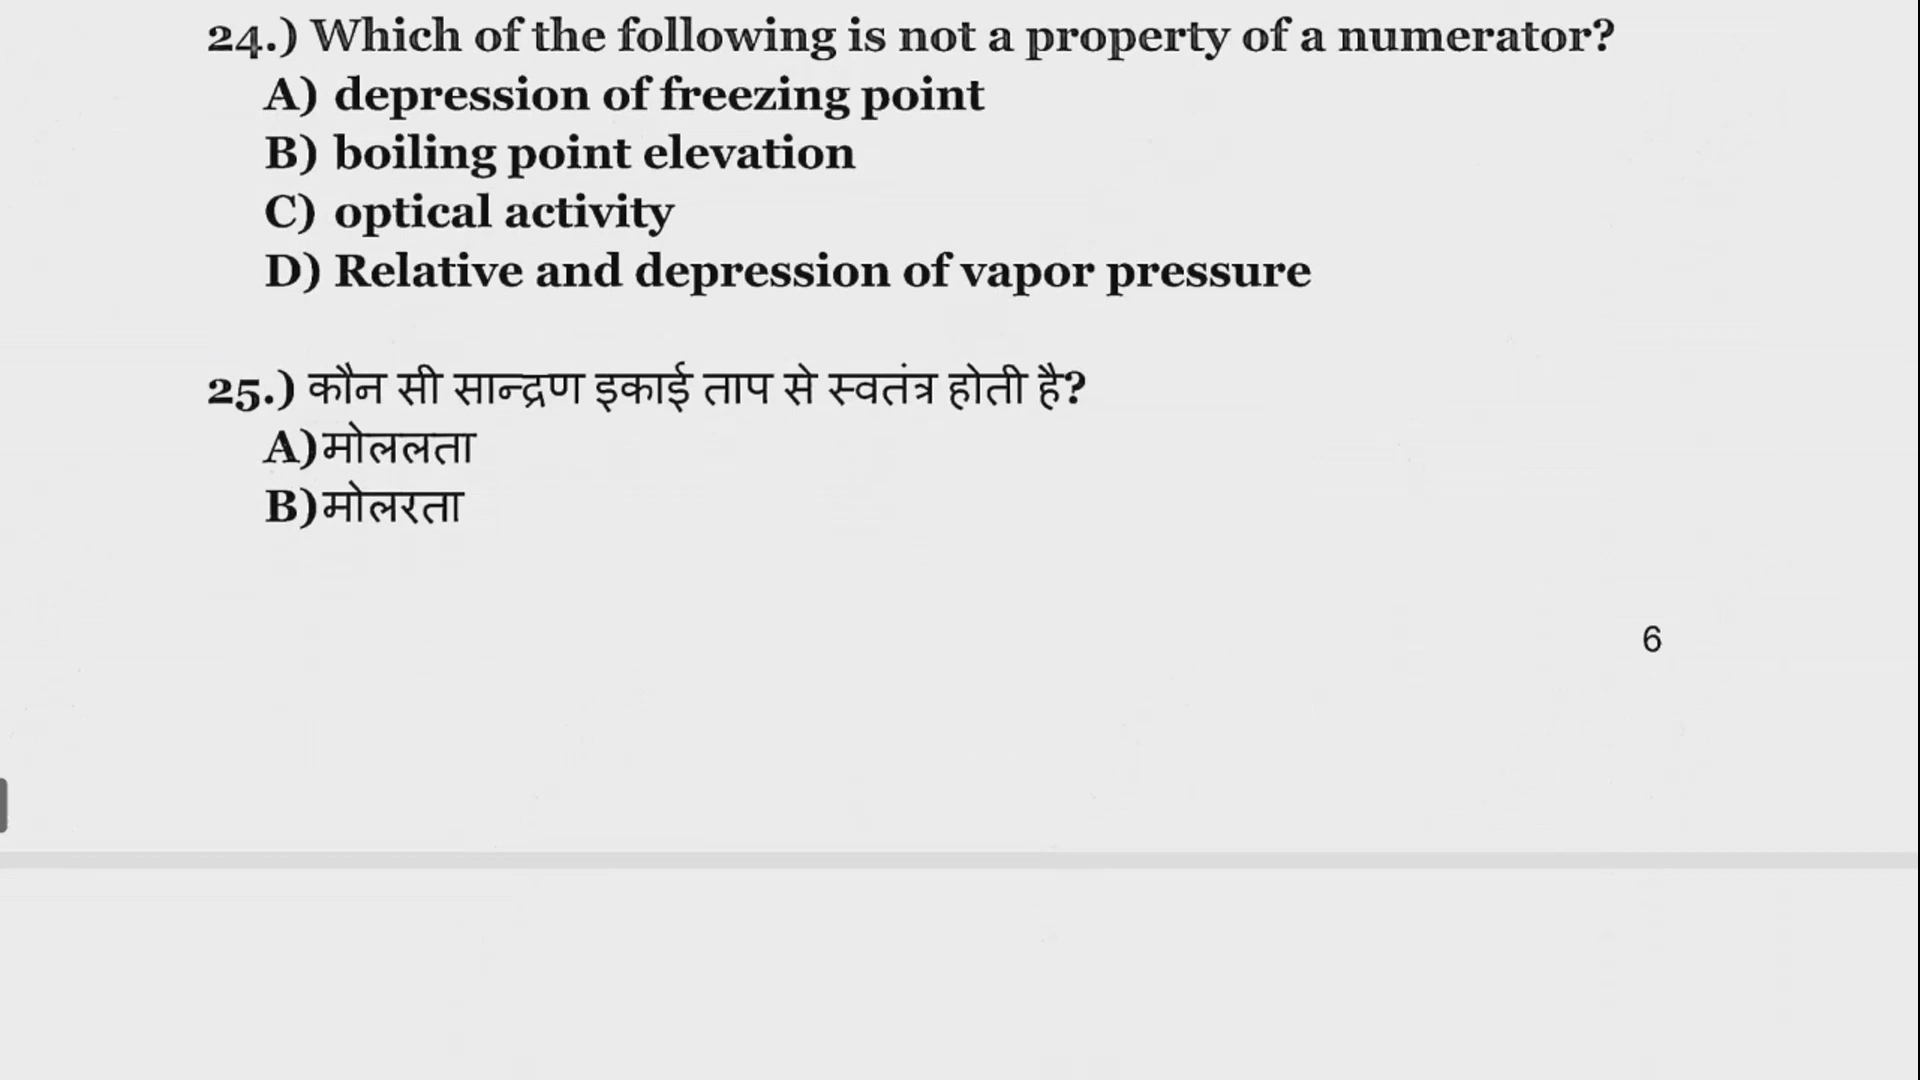 24.) Which of the following is not a property of a numerator?
A) depression of freezing point
B) boiling point elevation
C) optical activity
D) Relative and depression of vapor pressure
25.) कौन सी सान्द्रण इकाई ताप से स्वतंत्र होती है?
A)मोललता
B)मोलरता
6